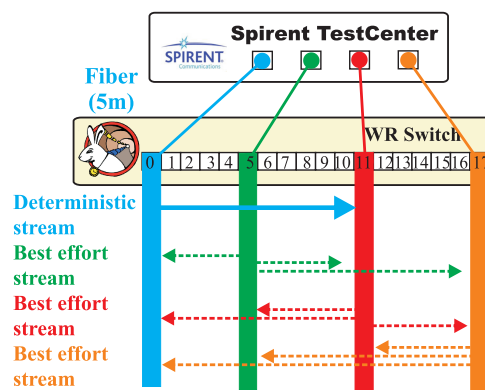 Spirent TestCenter
SPIRENT
Communications
Fiber
(5m)
WR Switch
0 1 2 3 4 5 6 7 8 9 10 11 12 13 14 15 16 17
Deterministic
stream
Best effort
stream
Best effort
stream
Best effort
stream